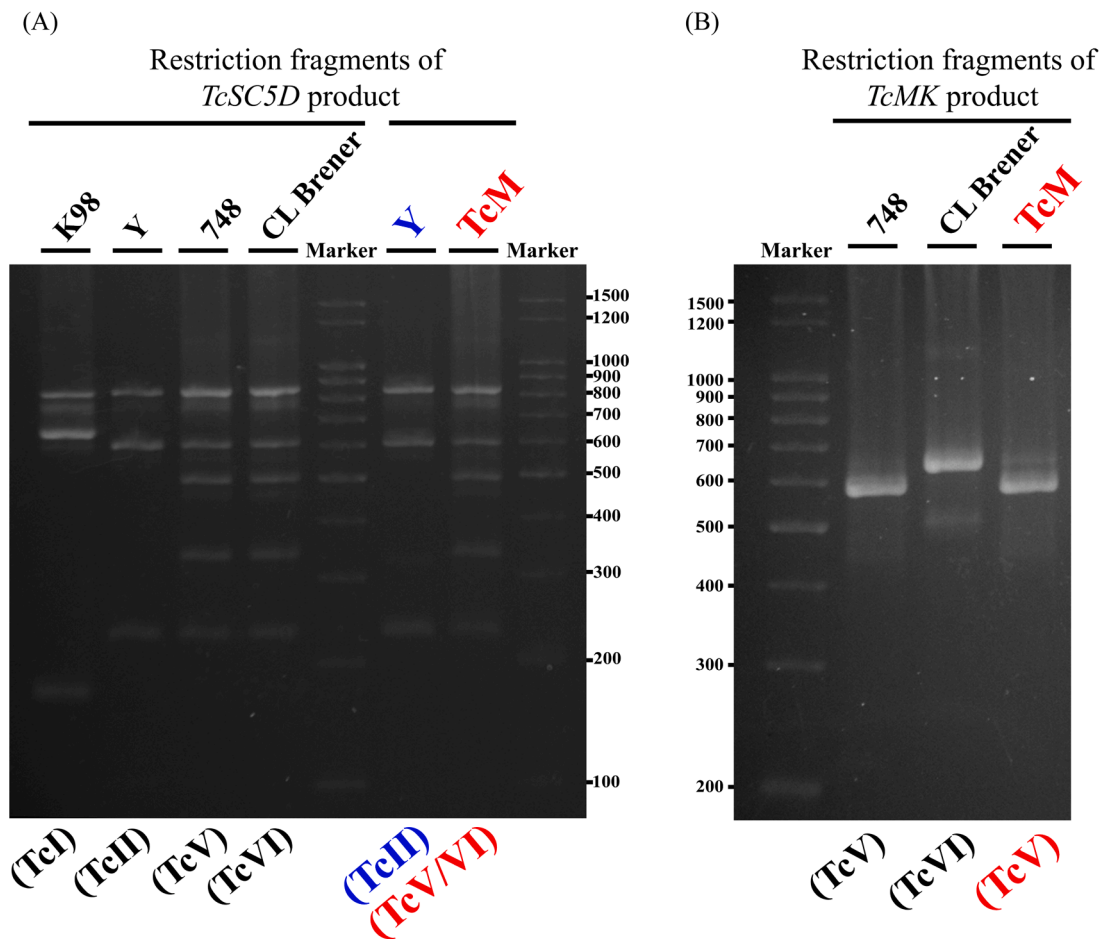 (A)
Restriction fragments of
TcSC5D product
K98
Y
748
CL Brener
Marker
Y
TcM
Marker
1500
1200
1000
900
800
700
600
500
400
300
200
100
(TcI)
(TcII)
(TcV)
(TcVI)
(TcII)
(TcV/VI)
(B)
Restriction fragments of
TcMK product
Marker
748
CL Brener
TcM
1500
1200
1000
900
800
700
600
500
400
300
200
(TcV)
(TcVI)
(TcV)